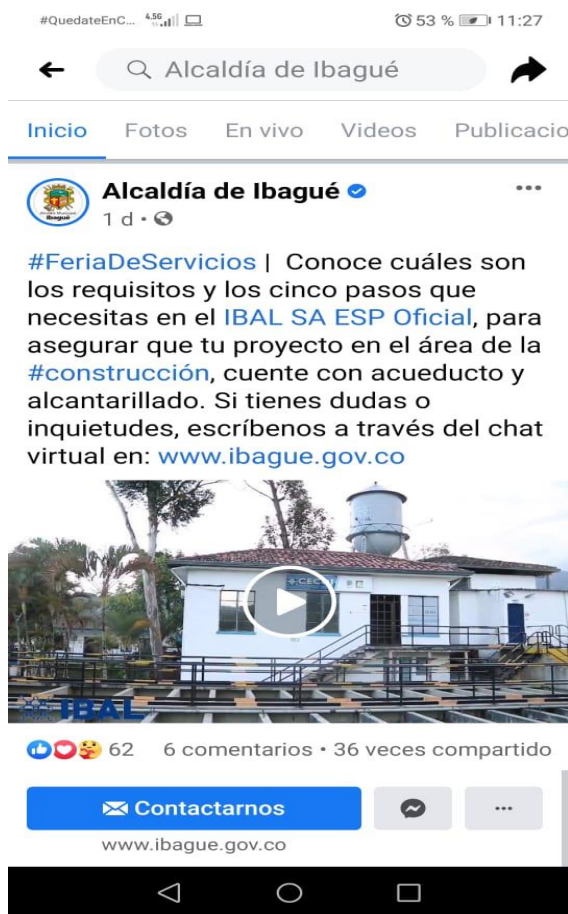 #QuedateEnC... 4.5G 53 % 11:27
Alcaldía de Ibagué
Inicio Fotos En vivo Videos Publicacio
Alcaldía de Ibagué
1 d
#FeriaDeServicios | Conoce cuáles son
los requisitos y los cinco pasos que
necesitas en el IBAL SA ESP Oficial, para
asegurar que tu proyecto en el área de la
#construcción, cuente con acueducto y
alcantarillado. Si tienes dudas o
inquietudes, escríbenos a través del chat
virtual en: www.ibague.gov.co
IBAL
62 6 comentarios • 36 veces compartido
Contactarnos
www.ibague.gov.co